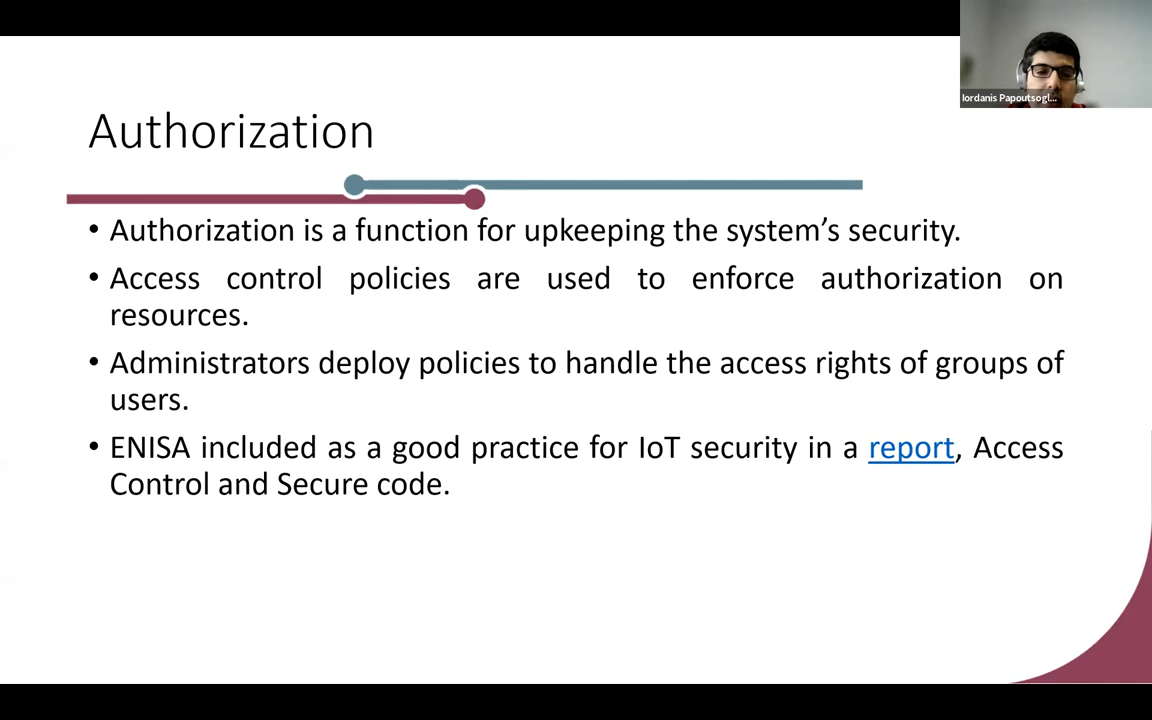 Iordanis Papoutsogl...
Authorization
• Authorization is a function for upkeeping the system’s security.
• Access control policies are used to enforce authorization on
resources.
• Administrators deploy policies to handle the access rights of groups of
users.
• ENISA included as a good practice for IoT security in a report, Access
Control and Secure code.